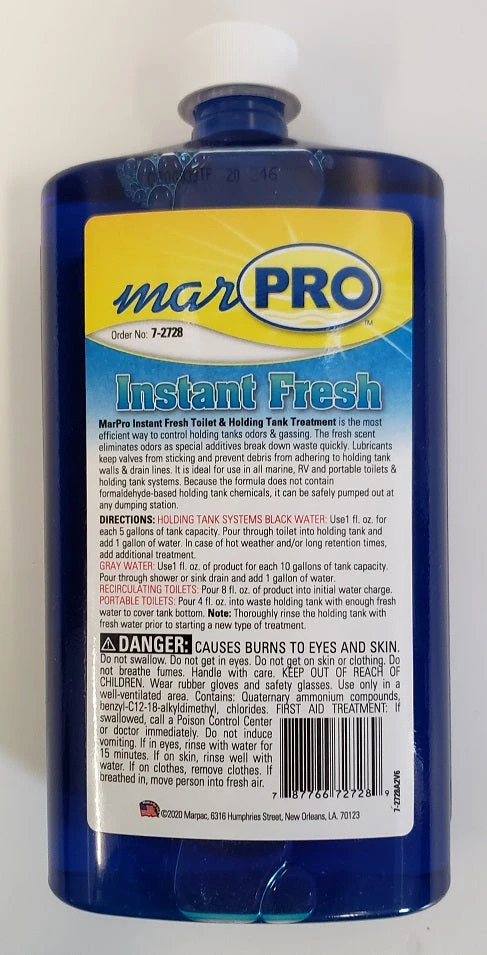 20 246
mar PRO™
Order No: 7-2728
Instant Fresh
MarPro Instant Fresh Toilet & Holding Tank Treatment is the most
efficient way to control holding tanks odors & gassing. The fresh scent
eliminates odors as special additives break down waste quickly. Lubricants
keep valves from sticking and prevent debris from adhering to holding tank
walls & drain lines. It is ideal for use in all marine, RV and portable toilets &
holding tank systems. Because the formula does not contain
formaldehyde-based holding tank chemicals, it can be safely pumped out at
any dumping station.
DIRECTIONS: HOLDING TANK SYSTEMS BLACK WATER: Use1 fl. oz. for
each 5 gallons of tank capacity. Pour through toilet into holding tank and
add 1 gallon of water. In case of hot weather and/or long retention times,
add additional treatment.
GRAY WATER: Use1 fl. oz. of product for each 10 gallons of tank capacity.
Pour through shower or sink drain and add 1 gallon of water.
RECIRCULATING TOILETS: Pour 8 fl. oz. of product into initial water charge.
PORTABLE TOILETS: Pour 4 fl. oz. into waste holding tank with enough fresh
water to cover tank bottom. Note: Thoroughly rinse the holding tank with
fresh water prior to starting a new type of treatment.
DANGER: CAUSES BURNS TO EYES AND SKIN.
Do not swallow. Do not get in eyes. Do not get on skin or clothing. Do
not breathe fumes. Handle with care. KEEP OUT OF REACH OF
CHILDREN. Wear rubber gloves and safety glasses. Use only in a
well-ventilated area. Contains: Quaternary ammonium compounds,
benzyl-C12-18-alkyldimethyl, chlorides. FIRST AID TREATMENT: If
swallowed, call a Poison Control Center
or doctor immediately. Do not induce
vomiting. If in eyes, rinse with water for
15 minutes. If on skin, rinse well with
water. If on clothes, remove clothes. If
breathed in, move person into fresh air.
7 87766 72728 9
7-2728A2V6
©2020 Marpac, 6316 Humphries Street, New Orleans, LA. 70123